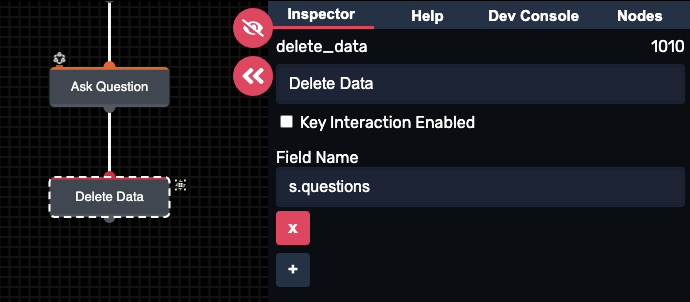 Inspector Help Dev Console Nodes
delete_data 1010
Ask Question
Delete Data
Key Interaction Enabled
Field Name
s.questions
Delete Data
x
+